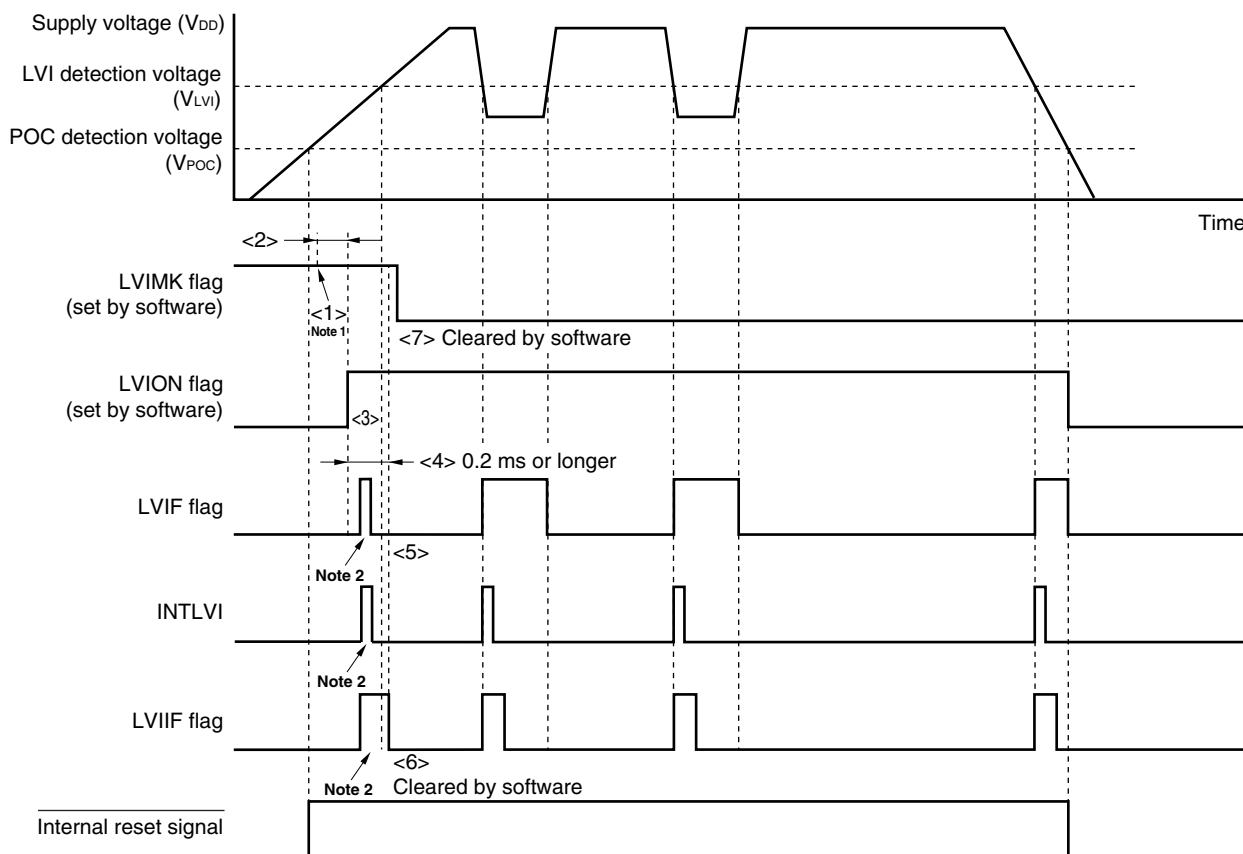 Supply voltage (VDD)
LVI detection voltage
(VLVI)
POC detection voltage
(VPOC)
Time
<2>
LVIMK flag
(set by software)
<1>
Note 1
<7> Cleared by software
LVION flag
(set by software)
<3>
<4> 0.2 ms or longer
LVIF flag
<5>
Note 2
INTLVI
Note 2
LVIIF flag
<6>
Note 2 Cleared by software
Internal reset signal